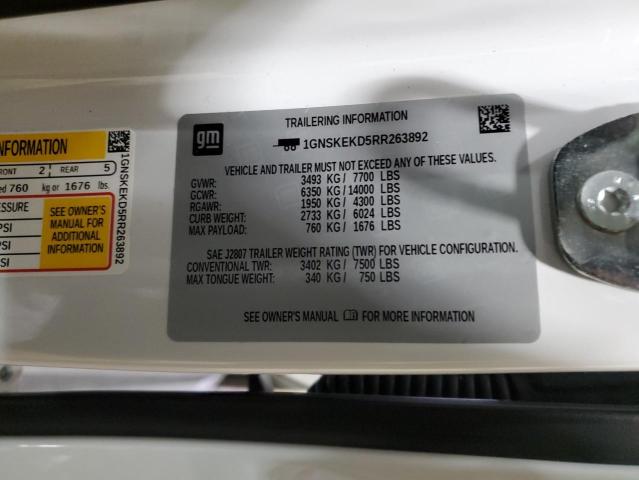 NFORMATION
RONT 2 REAR 5
ed 760 kg or 1676 lbs.
RESSURE
PSI
PSI
SI
SEE OWNER'S
MANUAL FOR
ADDITIONAL
INFORMATION
1GNSKEKD5RR263892
gm
TRAILERING INFORMATION
1GNSKEKD5RR263892
VEHICLE AND TRAILER MUST NOT EXCEED ANY OF THESE VALUES.
GVWR: 3493 KG / 7700 LBS
GCWR: 6350 KG / 14000 LBS
RGAWR: 1950 KG / 4300 LBS
CURB WEIGHT: 2733 KG / 6024 LBS
MAX PAYLOAD: 760 KG / 1676 LBS
SAE J2807 TRAILER WEIGHT RATING (TWR) FOR VEHICLE CONFIGURATION.
CONVENTIONAL TWR: 3402 KG / 7500 LBS
MAX TONGUE WEIGHT: 340 KG / 750 LBS
SEE OWNER'S MANUAL FOR MORE INFORMATION